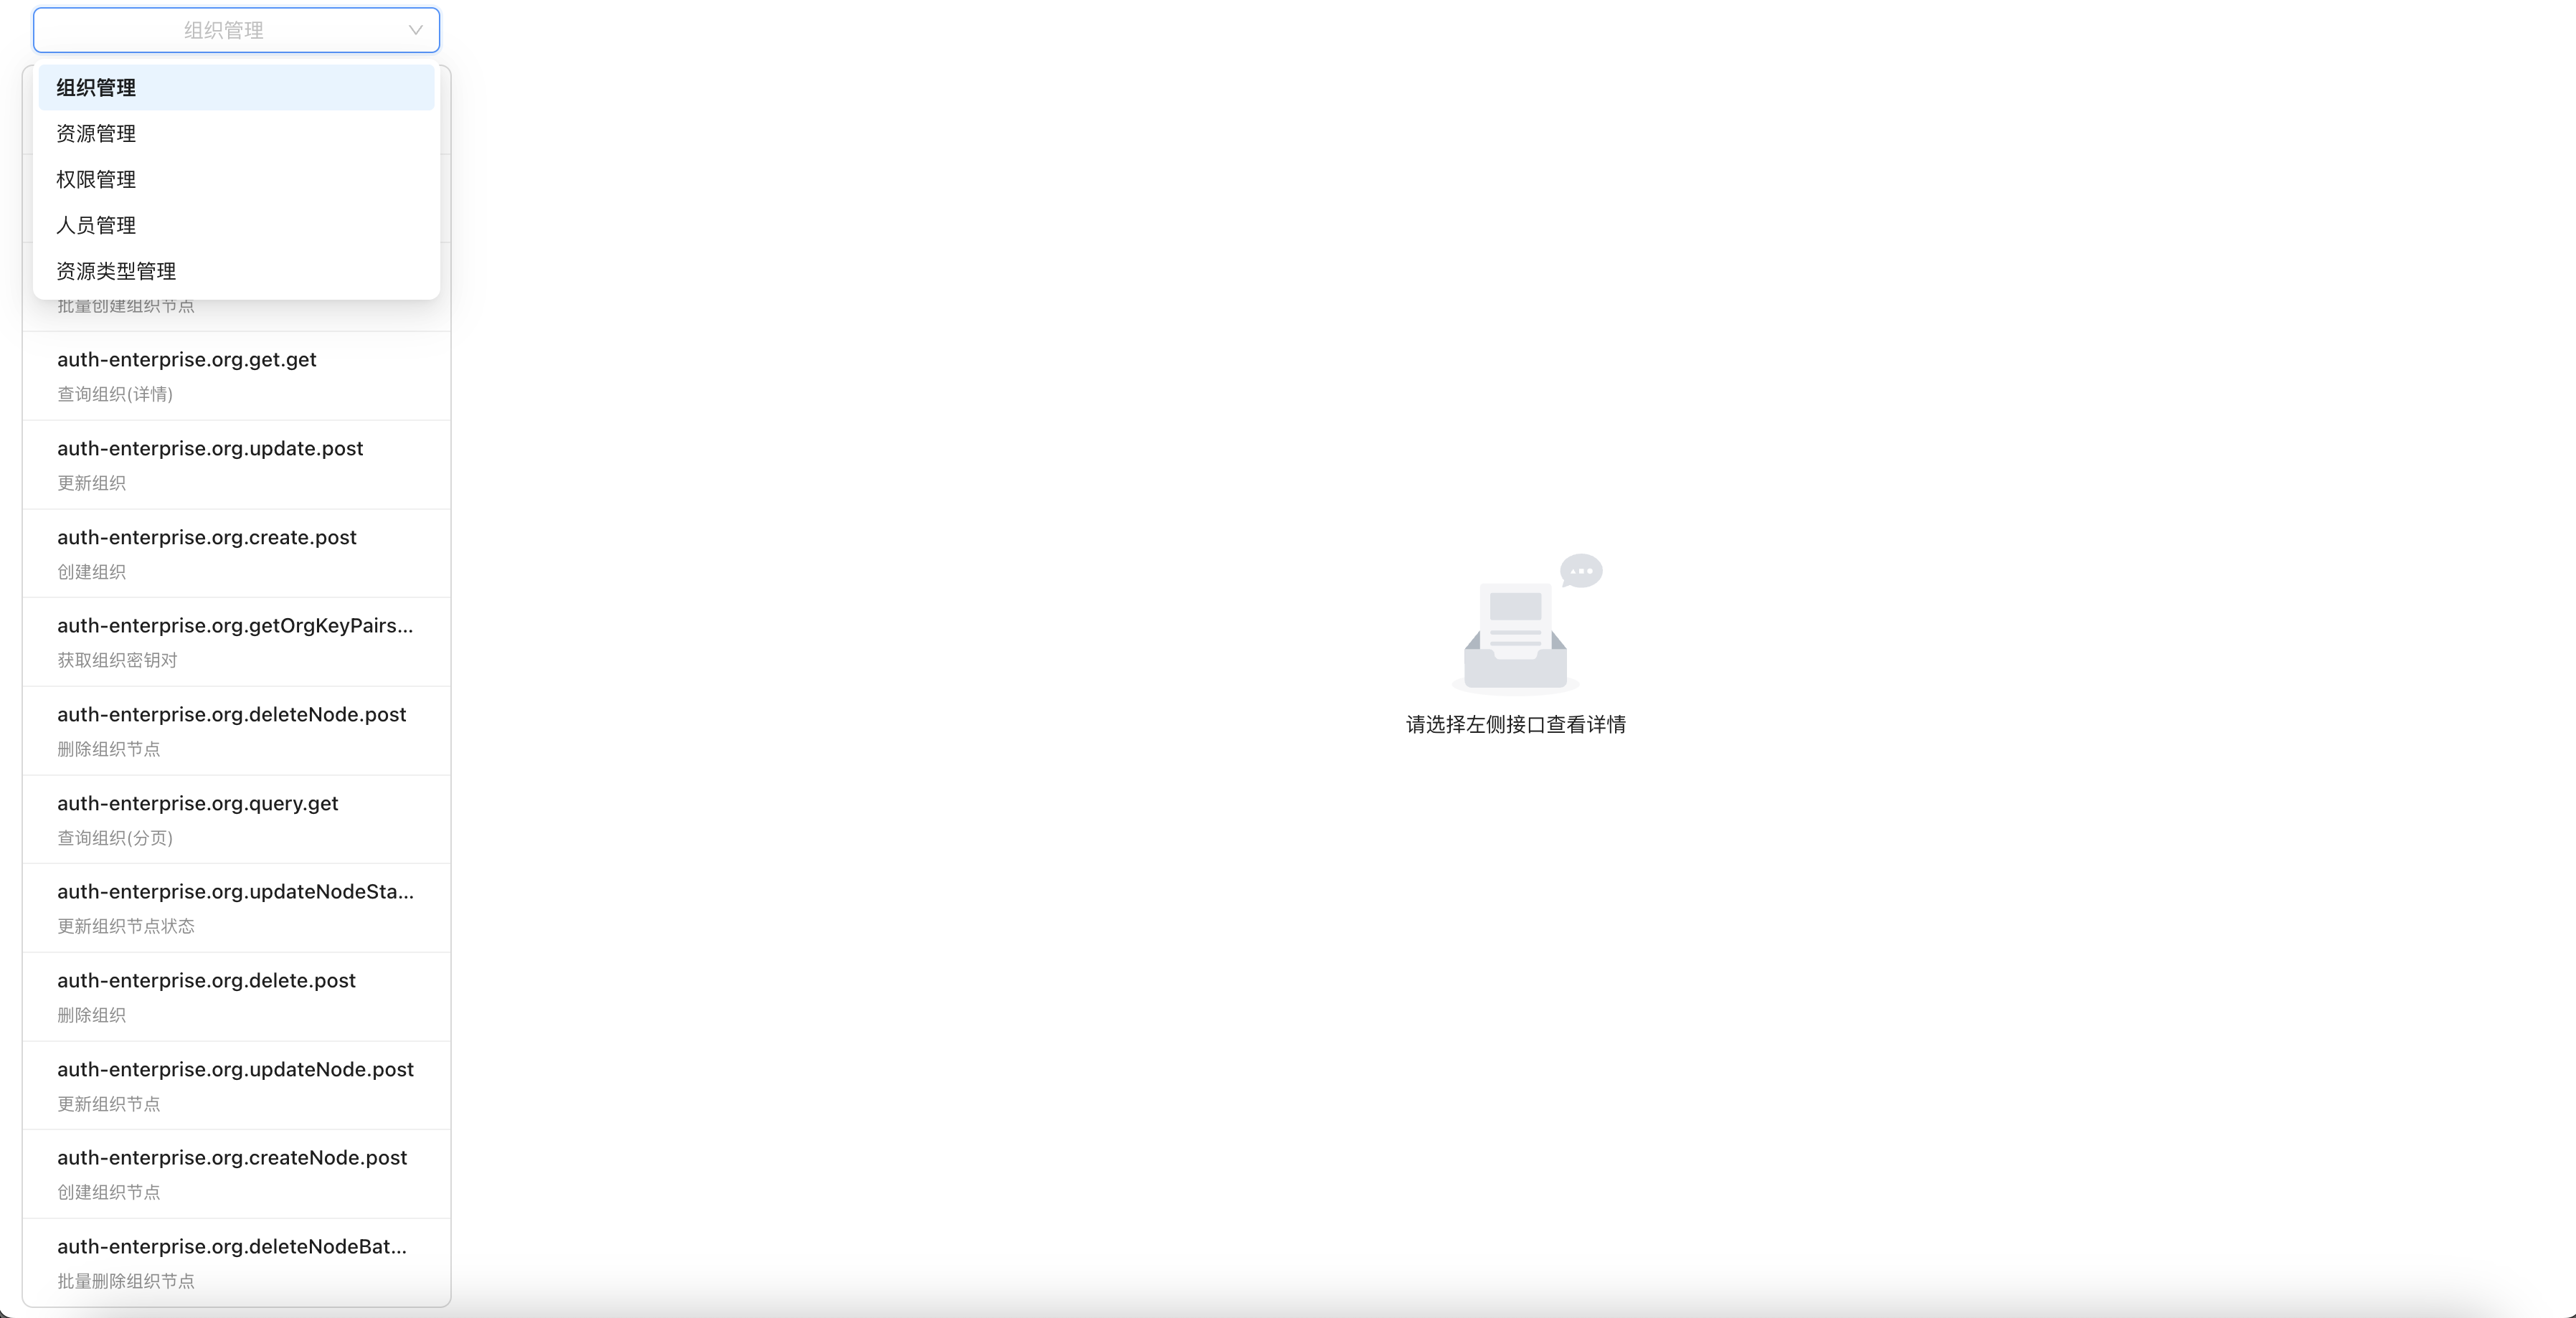 组织管理
组织管理
资源管理
权限管理
人员管理
资源类型管理
批量创建组织节点
auth-enterprise.org.get.get
查询组织(详情)
auth-enterprise.org.update.post
更新组织
auth-enterprise.org.create.post
创建组织
auth-enterprise.org.getOrgKeyPairs...
获取组织密钥对
auth-enterprise.org.deleteNode.post
删除组织节点
auth-enterprise.org.query.get
查询组织(分页)
auth-enterprise.org.updateNodeSta...
更新组织节点状态
auth-enterprise.org.delete.post
删除组织
auth-enterprise.org.updateNode.post
更新组织节点
auth-enterprise.org.createNode.post
创建组织节点
auth-enterprise.org.deleteNodeBat...
批量删除组织节点
请选择左侧接口查看详情